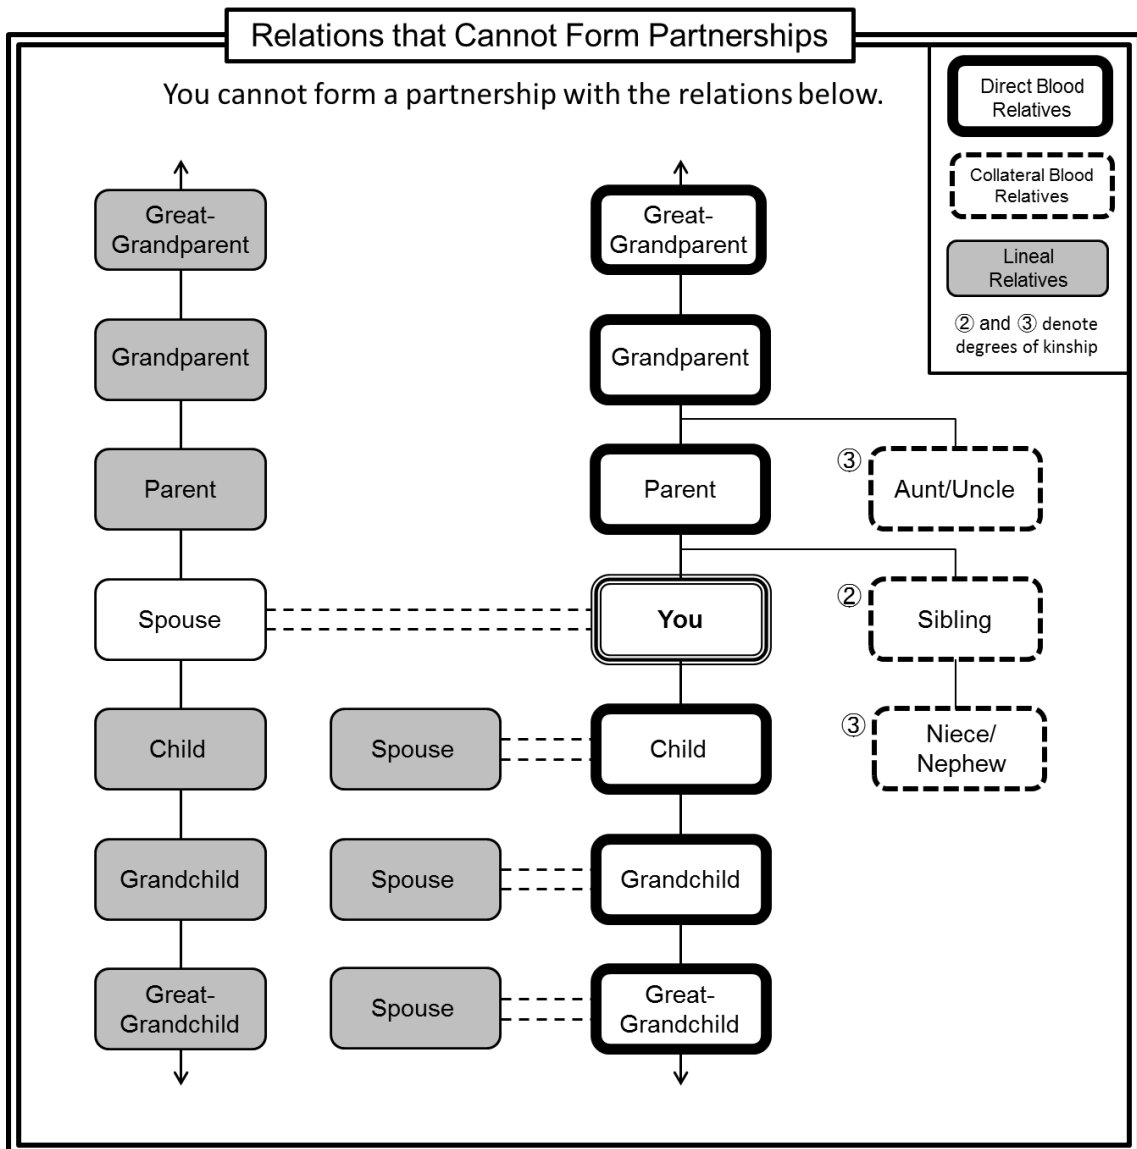 Relations that Cannot Form Partnerships
You cannot form a partnership with the relations below.
Direct Blood
Relatives
Collateral Blood
Relatives
Lineal
Relatives
② and ③ denote
degrees of kinship
Great-
Grandparent
Great-
Grandparent
Grandparent
Grandparent
Parent
Parent
③
Aunt/Uncle
Spouse
You
②
Sibling
Child
Spouse
Child
③
Niece/
Nephew
Grandchild
Spouse
Grandchild
Great-
Grandchild
Spouse
Great-
Grandchild